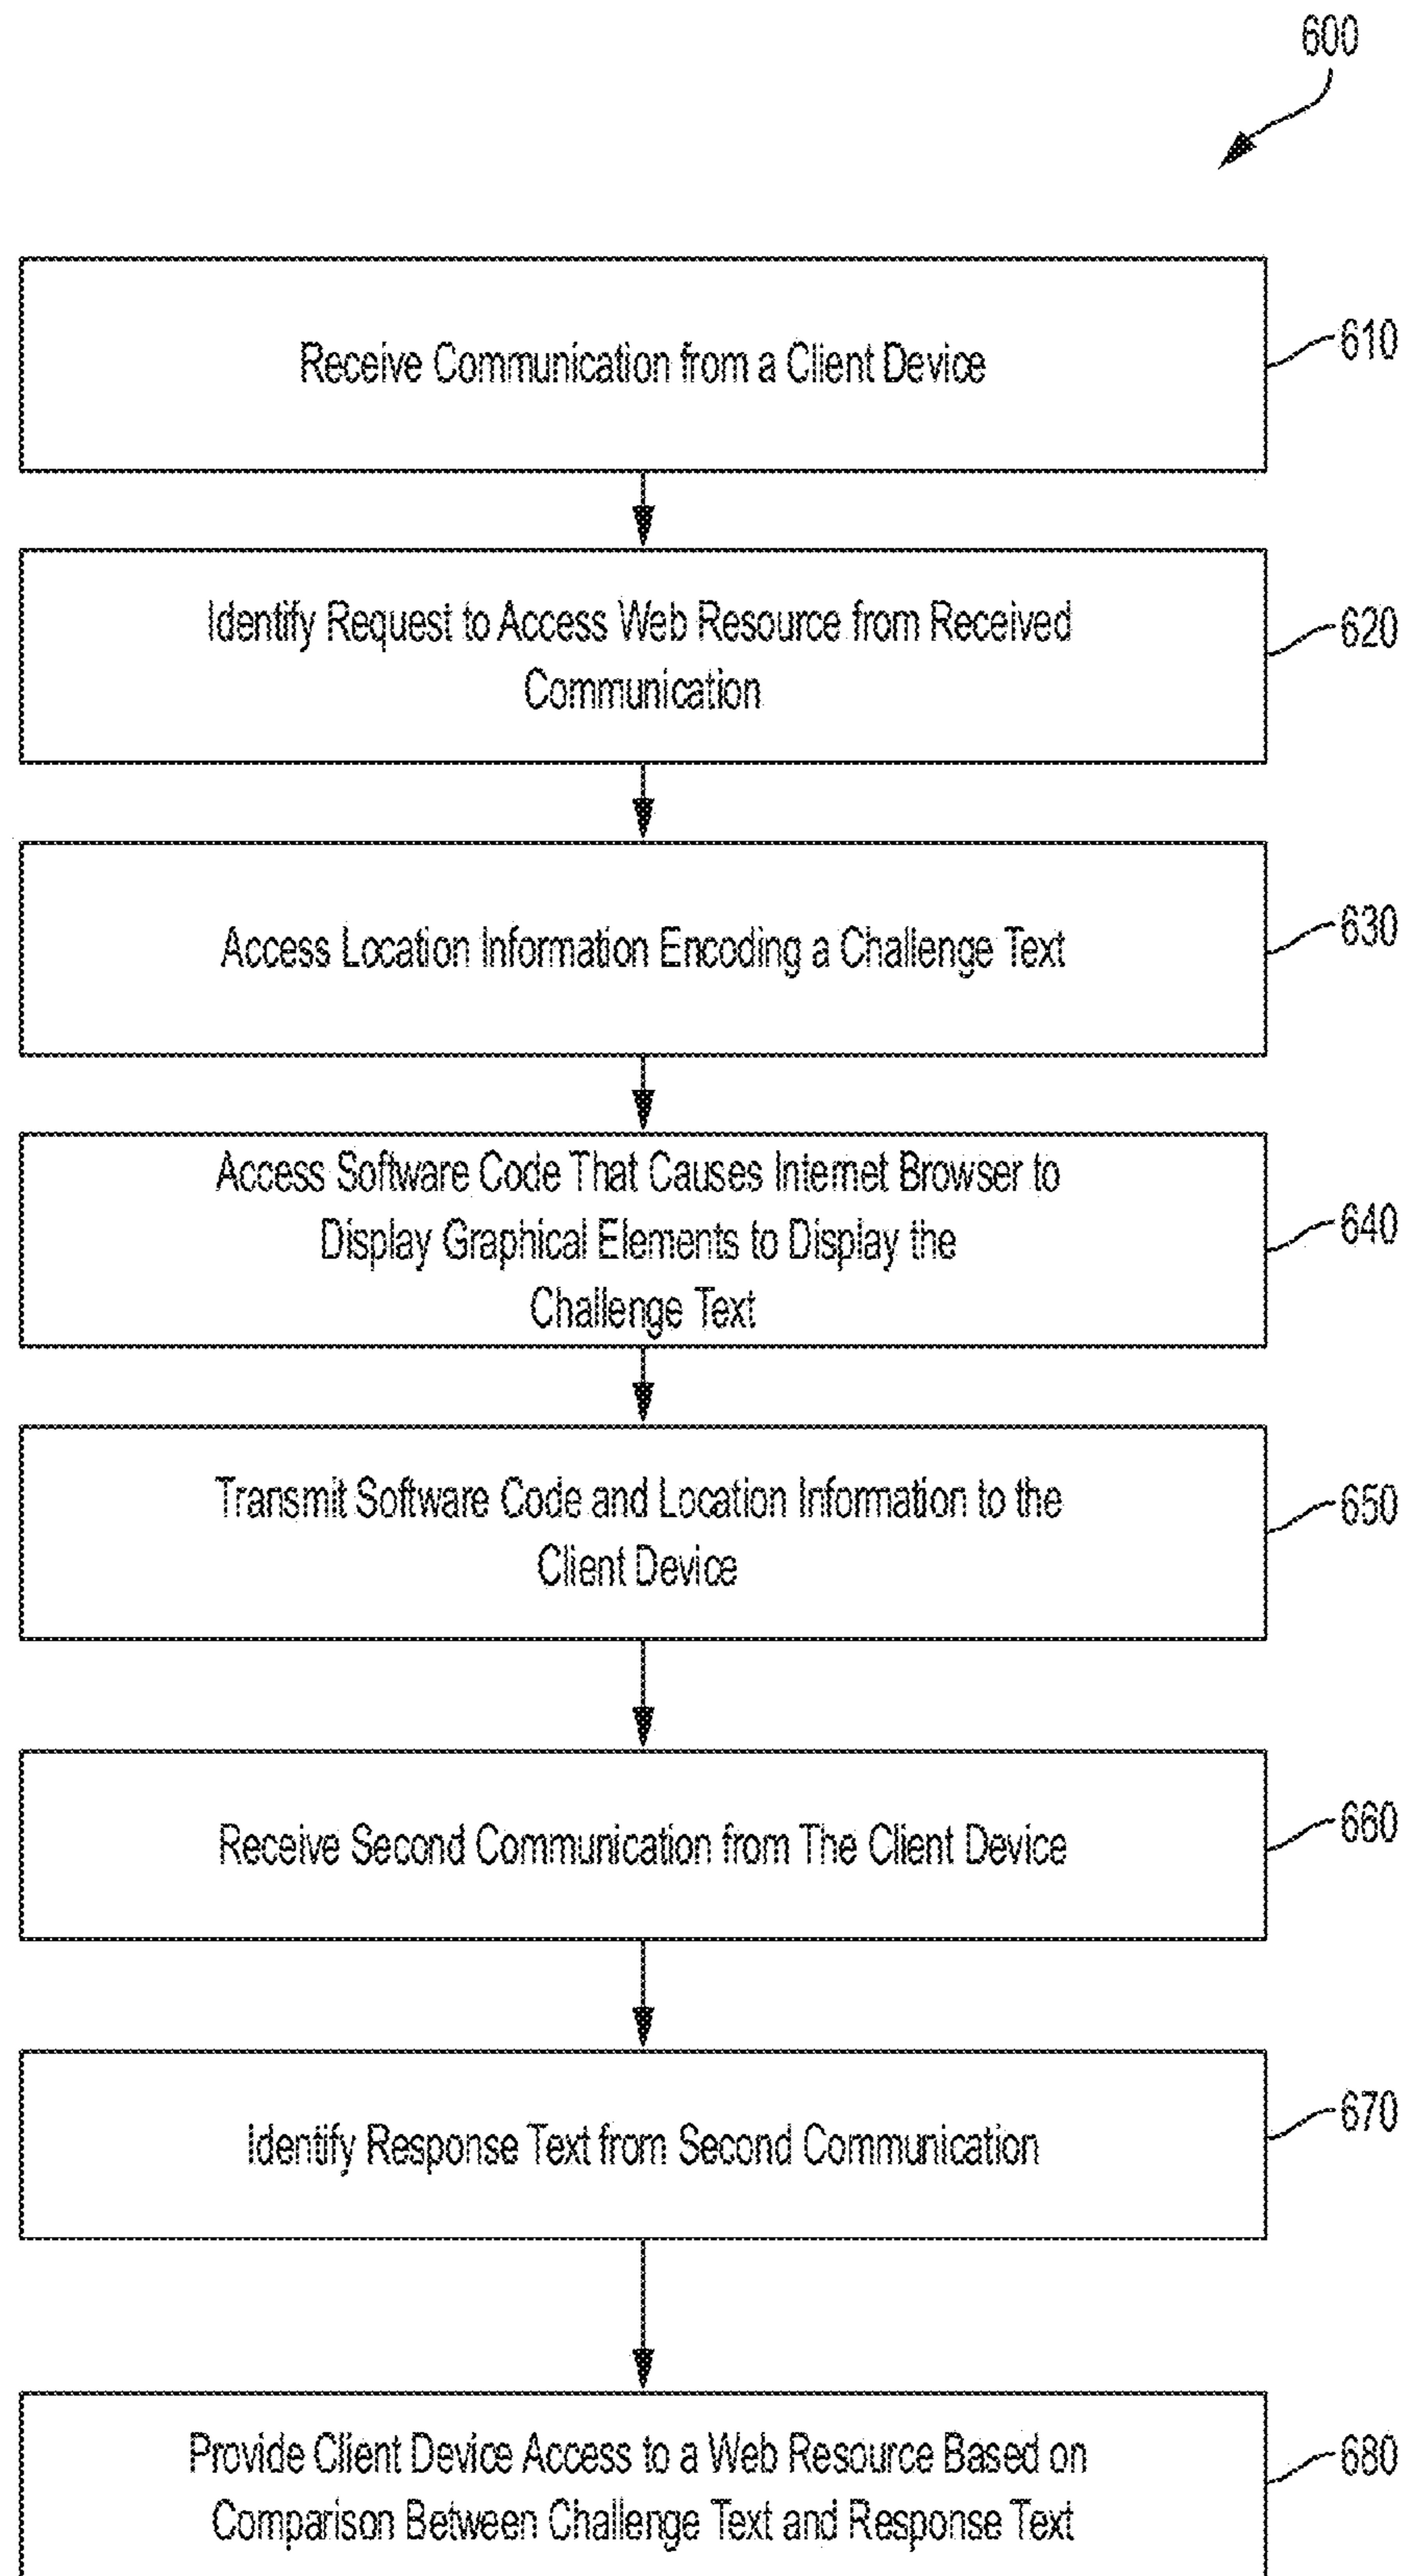 600
Receive Communication from a Client Device
610
Identify Request to Access Web Resource from Received
Communication
620
Access Location Information Encoding a Challenge Text
630
Access Software Code That Causes Internet Browser to
Display Graphical Elements to Display the
Challenge Text
640
Transmit Software Code and Location Information to the
Client Device
650
Receive Second Communication from The Client Device
660
Identify Response Text from Second Communication
670
Provide Client Device Access to a Web Resource Based on
Comparison Between Challenge Text and Response Text
680